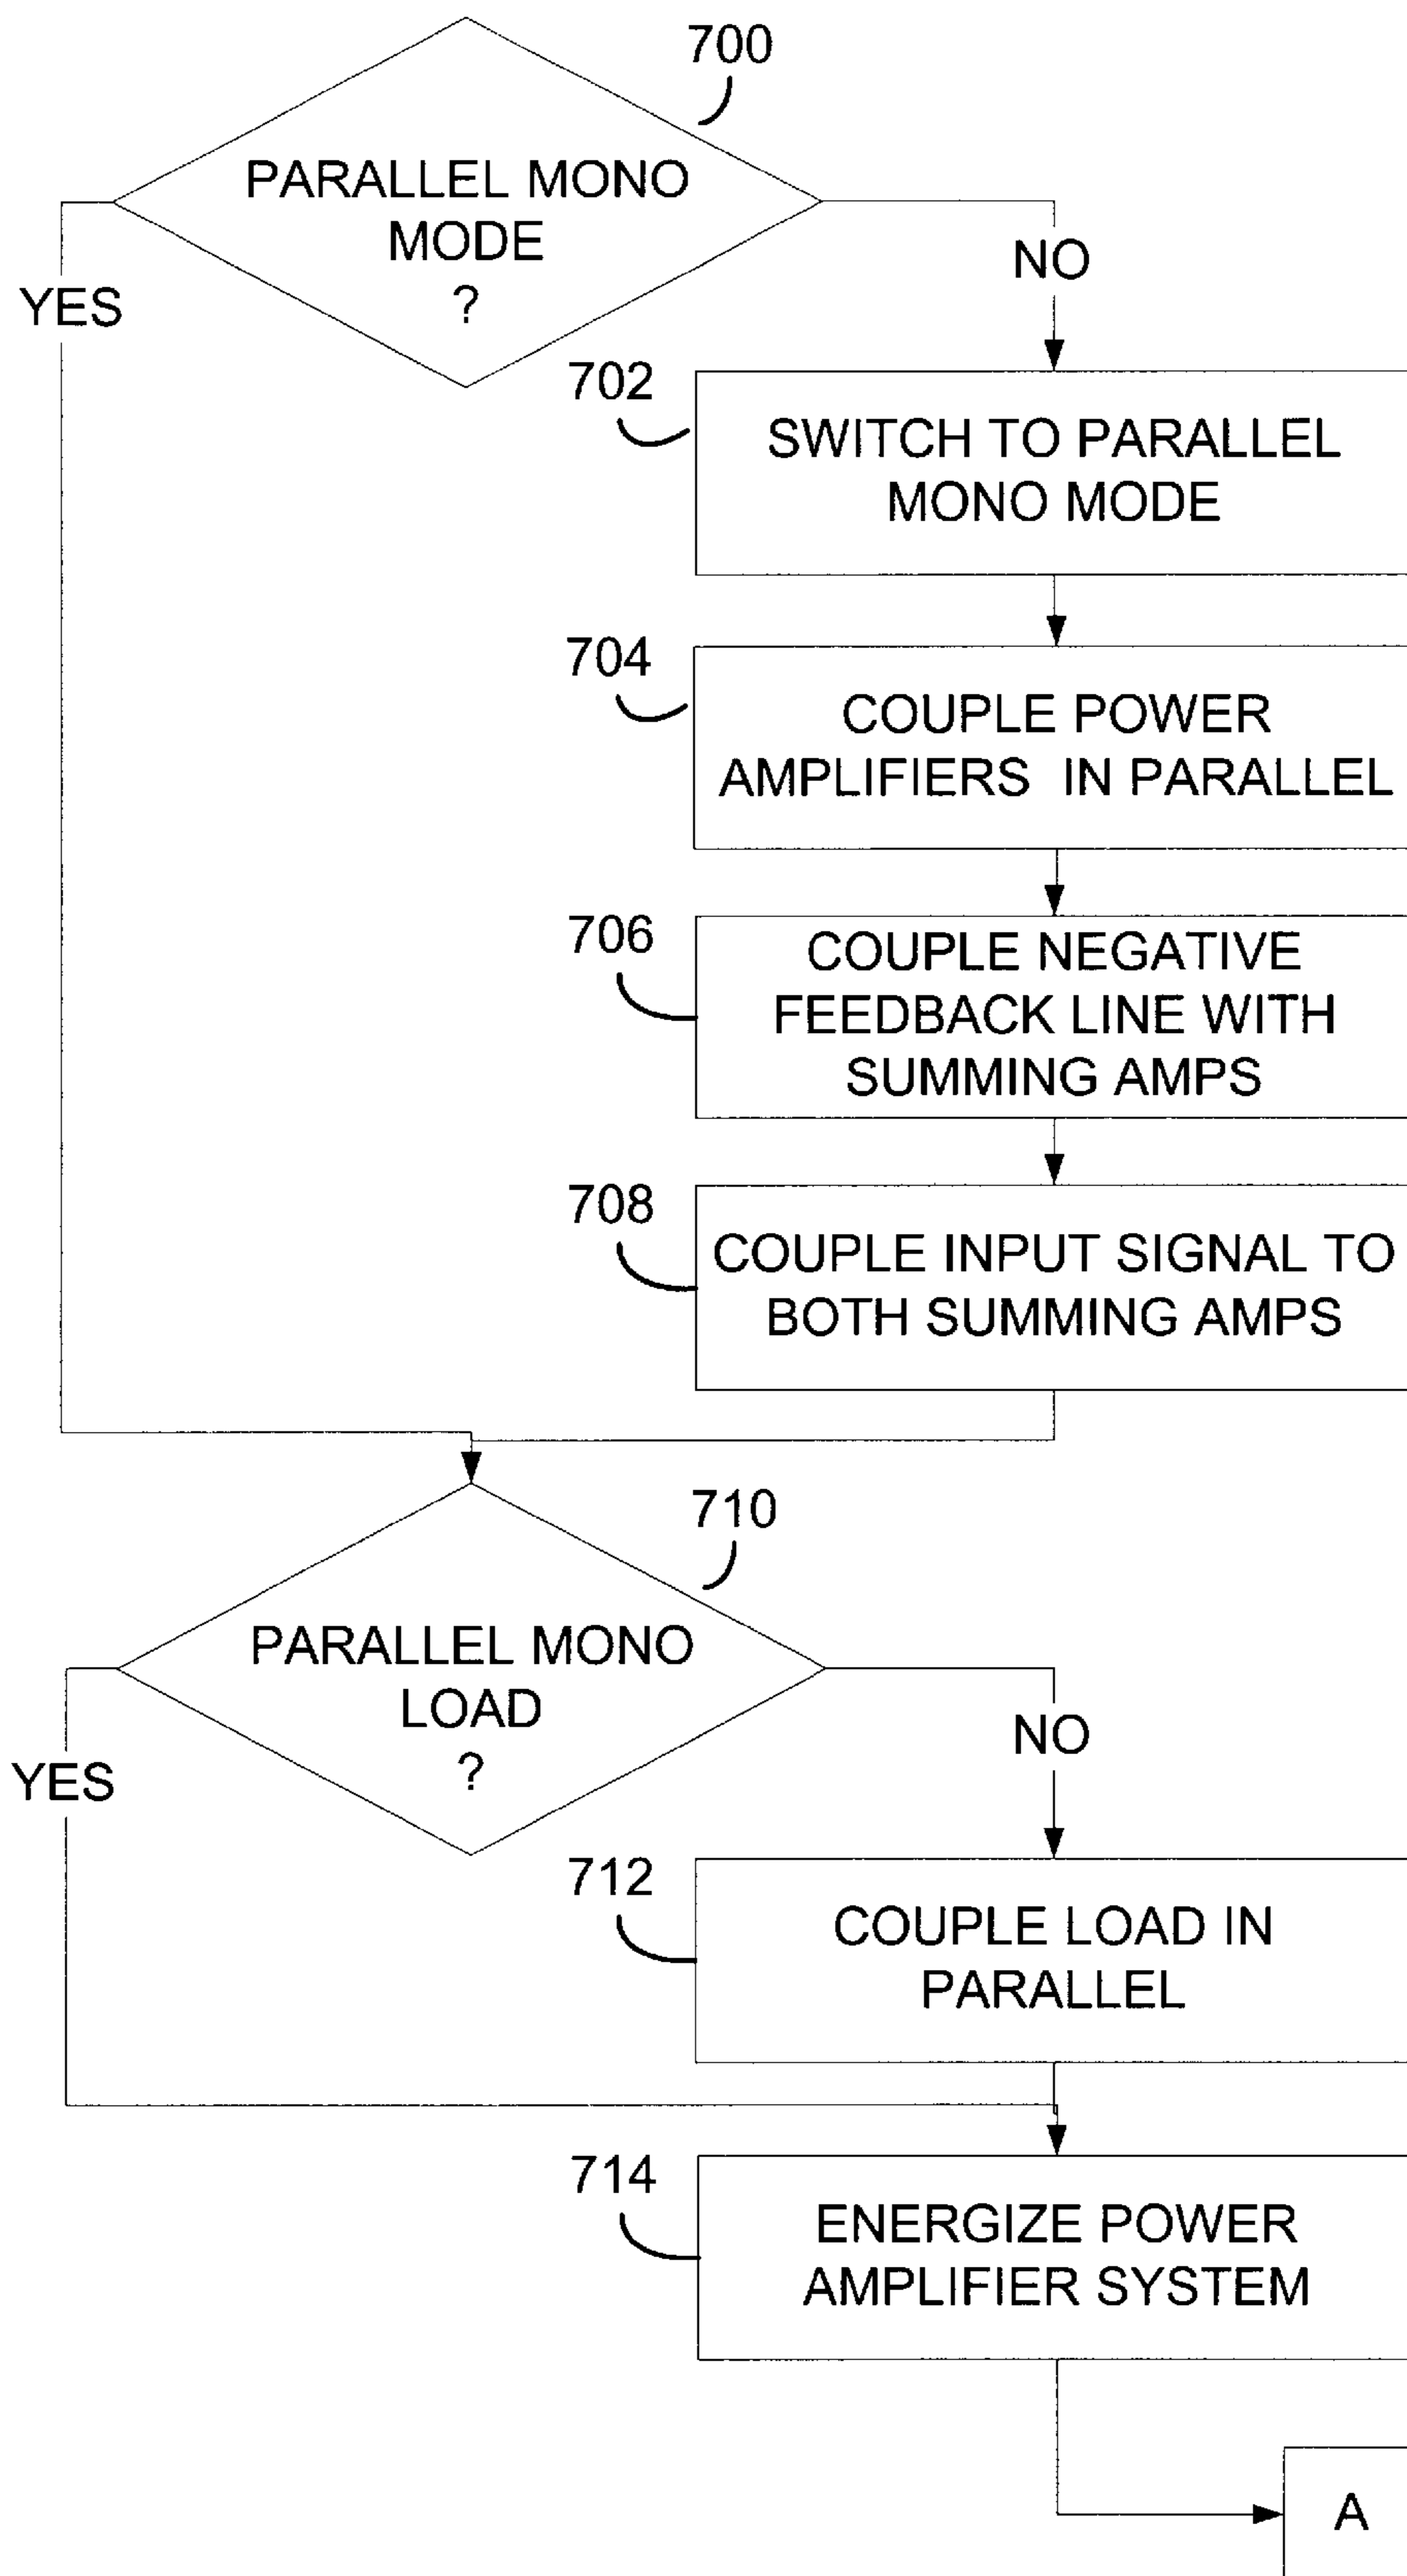 700
PARALLEL MONO
MODE
?
YES
NO
702
SWITCH TO PARALLEL
MONO MODE
704
COUPLE POWER
AMPLIFIERS IN PARALLEL
706
COUPLE NEGATIVE
FEEDBACK LINE WITH
SUMMING AMPS
708
COUPLE INPUT SIGNAL TO
BOTH SUMMING AMPS
710
PARALLEL MONO
LOAD
?
YES
NO
712
COUPLE LOAD IN
PARALLEL
714
ENERGIZE POWER
AMPLIFIER SYSTEM
A